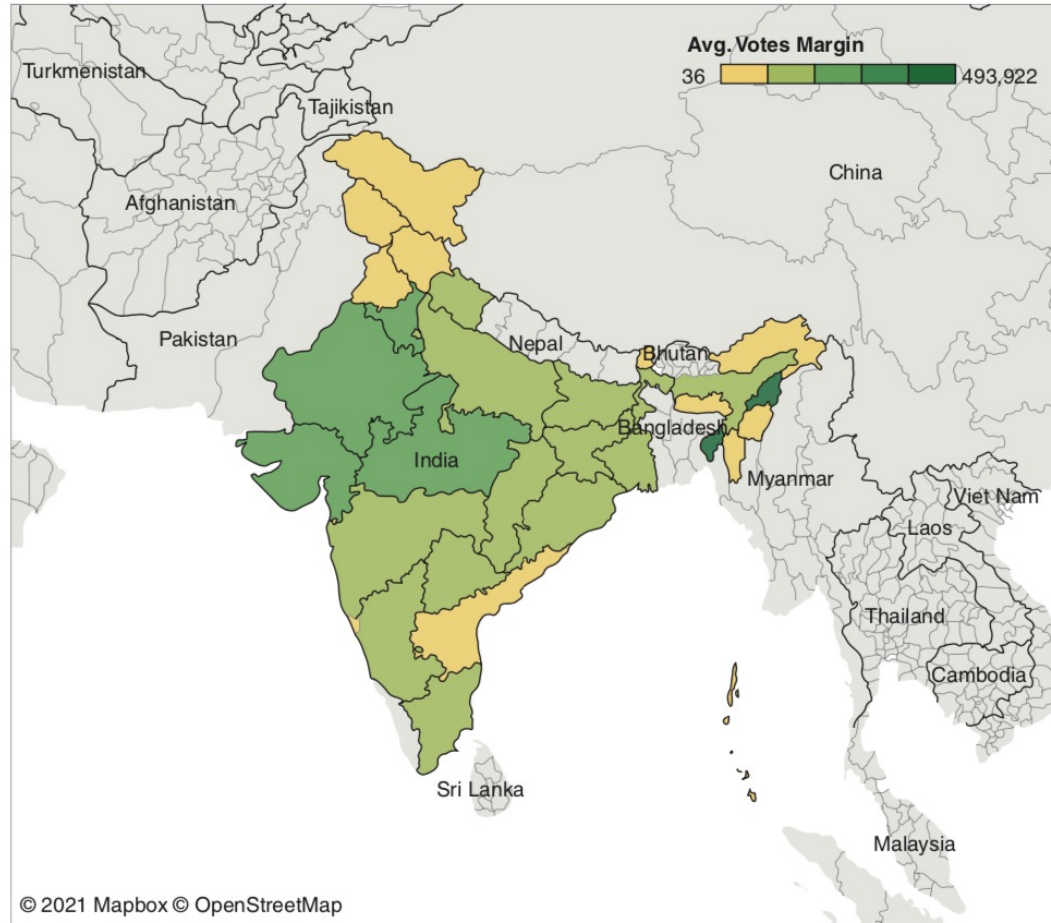 Avg. Votes Margin
36 493,922
Turkmenistan
Tajikistan
China
Afghanistan
Pakistan
Nepal
Bhutan
Bangladesh
India
Myanmar
Viet Nam
Laos
Thailand
Cambodia
Sri Lanka
Malaysia
© 2021 Mapbox © OpenStreetMap